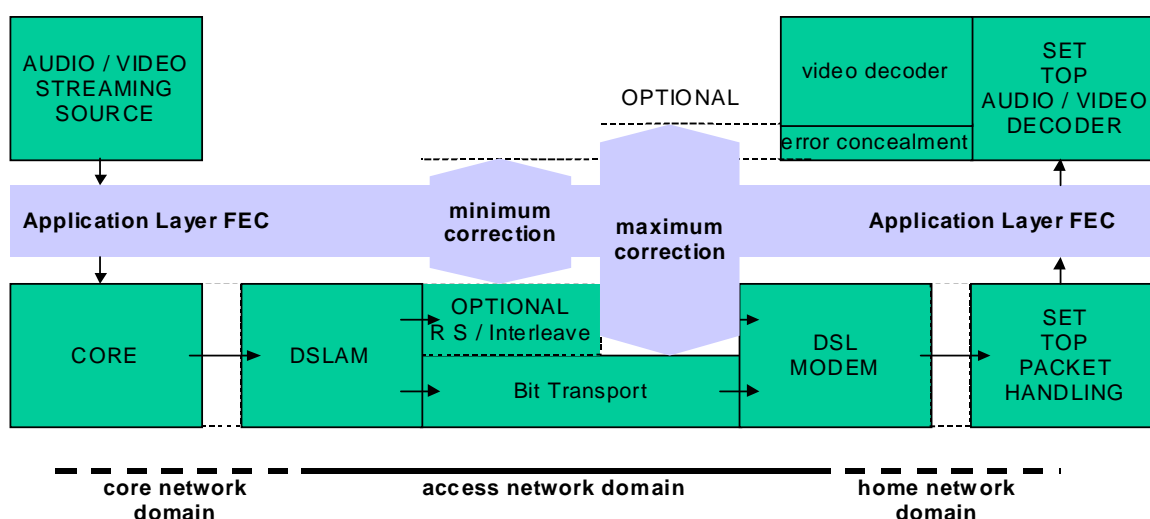 AUDIO / VIDEO
STREAMING
SOURCE
OPTIONAL
video decoder
error concealment
SET
TOP
AUDIO / VIDEO
DECODER
Application Layer FEC
minimum
correction
maximum
correction
Application Layer FEC
CORE
DSLAM
OPTIONAL
R S / Interleave
Bit Transport
DSL
MODEM
SET
TOP
PACKET
HANDLING
core network
domain
access network domain
home network
domain